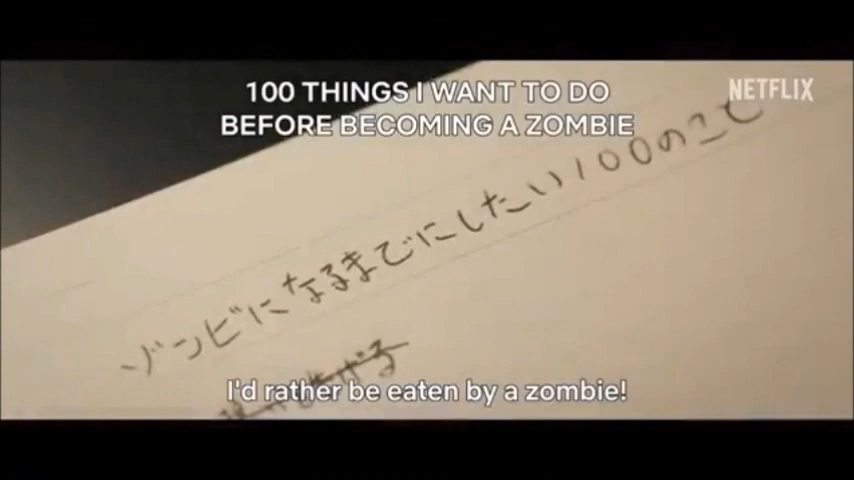 100 THINGS I WANT TO DO
BEFORE BECOMING A ZOMBIE
NETFLIX
ゾンビになるまでにしたい100のこと
I'd rather be eaten by a zombie!